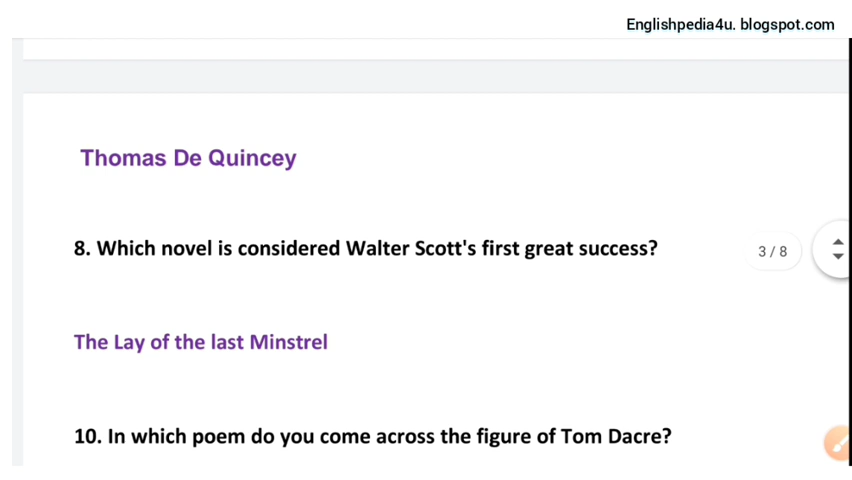 Englishpedia4u. blogspot.com
Thomas De Quincey
8. Which novel is considered Walter Scott's first great success?
3 / 8
The Lay of the last Minstrel
10. In which poem do you come across the figure of Tom Dacre?